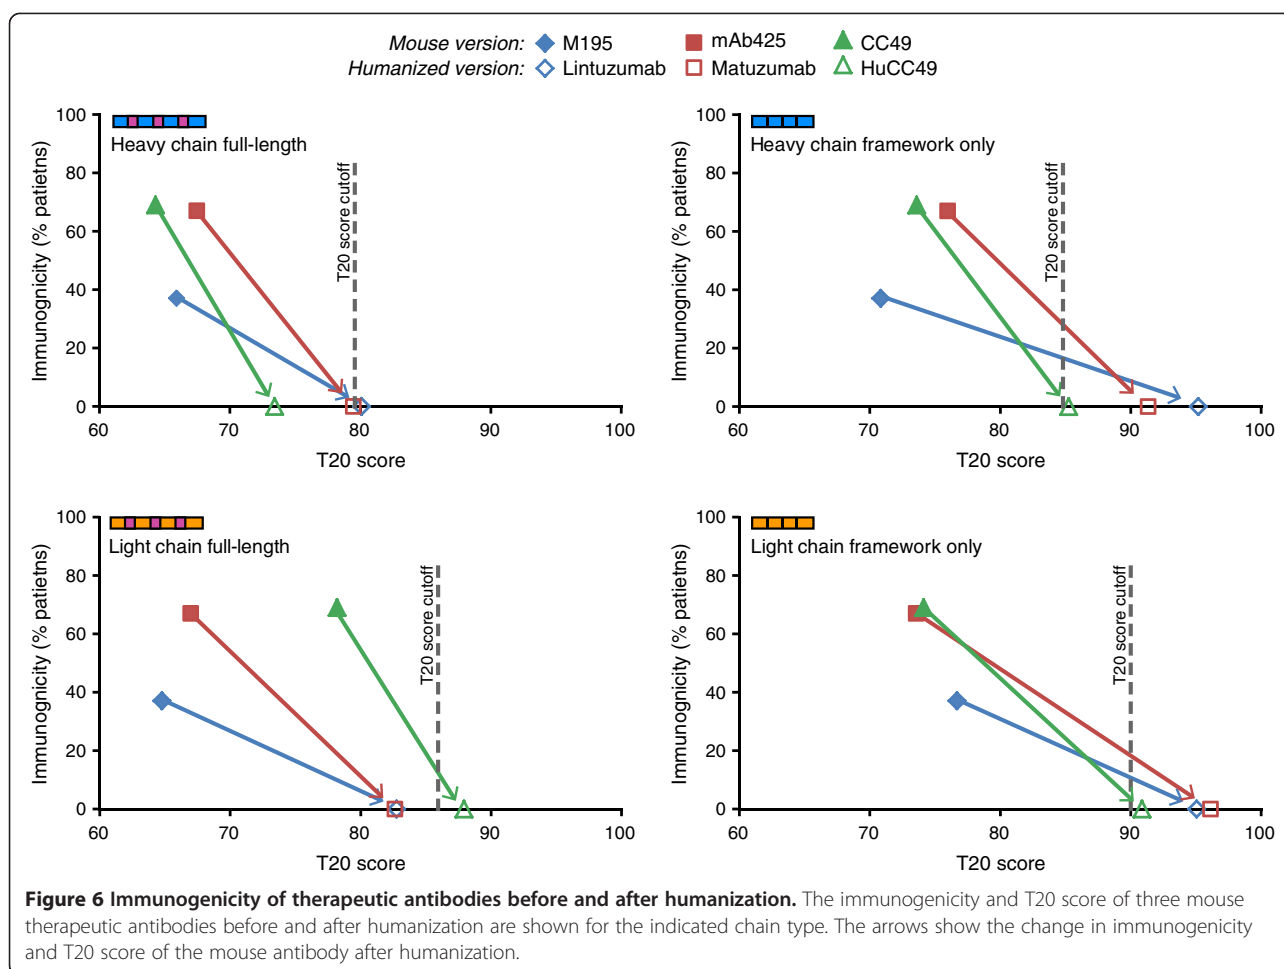 Mouse version: M195 mAb425 CC49
Humanized version: Lintuzumab Matuzumab HuCC49
100
80
60
40
20
0
Immunognicity (% patietns)
Heavy chain full-length
T20 score cutoff
60 70 80 90 100
T20 score
100
80
60
40
20
0
Immunognicity (% patietns)
Heavy chain framework only
T20 score cutoff
60 70 80 90 100
T20 score
100
80
60
40
20
0
Immunognicity (% patietns)
Light chain full-length
T20 score cutoff
60 70 80 90 100
T20 score
100
80
60
40
20
0
Immunognicity (% patietns)
Light chain framework only
T20 score cutoff
60 70 80 90 100
T20 score
Figure 6 Immunogenicity of therapeutic antibodies before and after humanization. The immunogenicity and T20 score of three mouse
therapeutic antibodies before and after humanization are shown for the indicated chain type. The arrows show the change in immunogenicity
and T20 score of the mouse antibody after humanization.